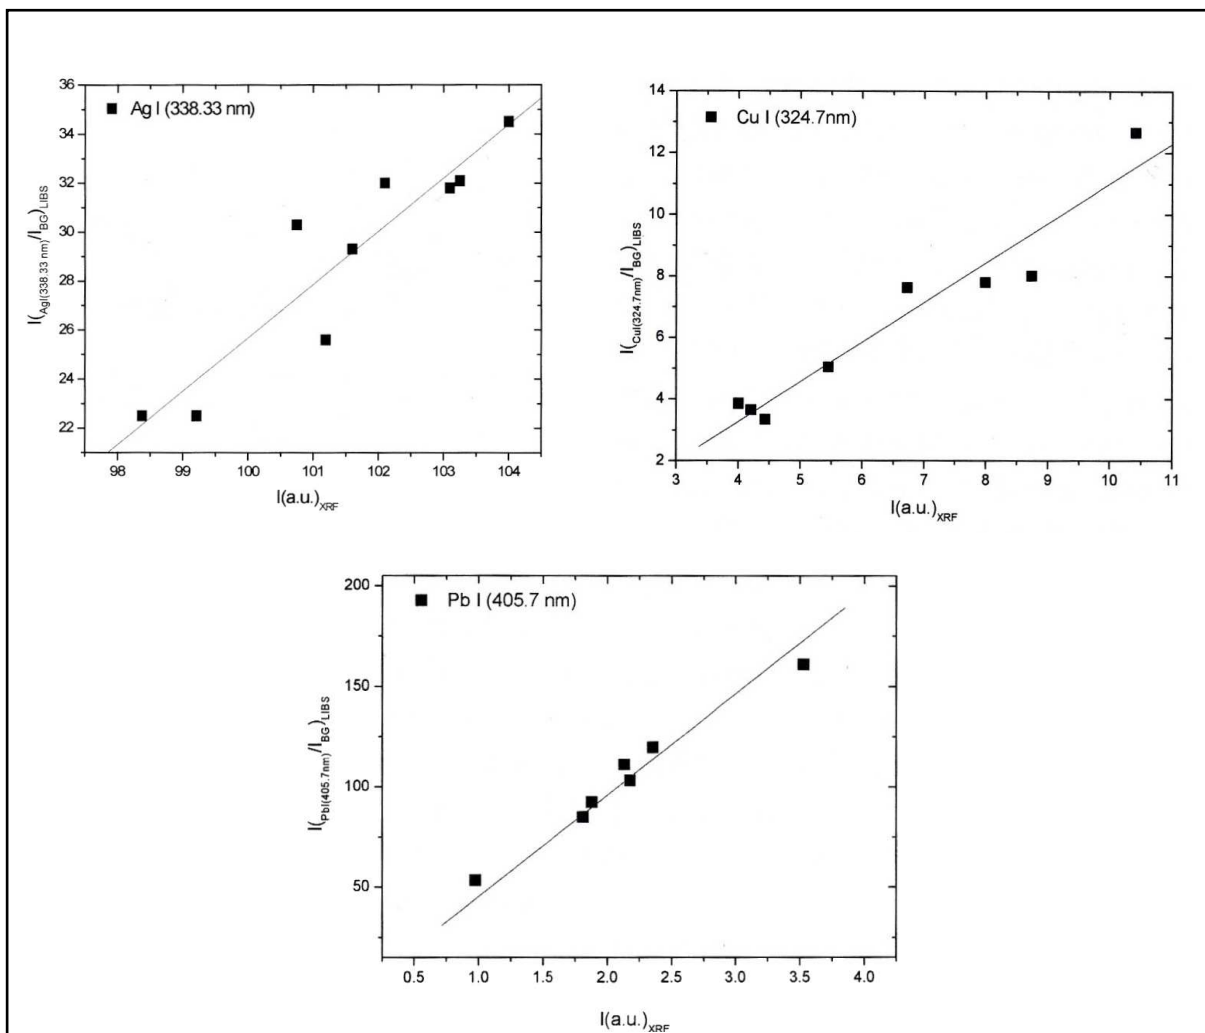 Ag I (338.33 nm)
36
34
32
30
28
26
24
22
I(AgI(338.33 nm)/IBG)LIBS
98 99 100 101 102 103 104
I(a.u.)XRF
Cu I (324.7nm)
14
12
10
8
6
4
2
I(CuI(324.7nm)/IBG)LIBS
3 4 5 6 7 8 9 10 11
I(a.u.)XRF
Pb I (405.7 nm)
200
150
100
50
I(PbI(405.7nm)/IBG)LIBS
0.5 1.0 1.5 2.0 2.5 3.0 3.5 4.0
I(a.u.)XRF